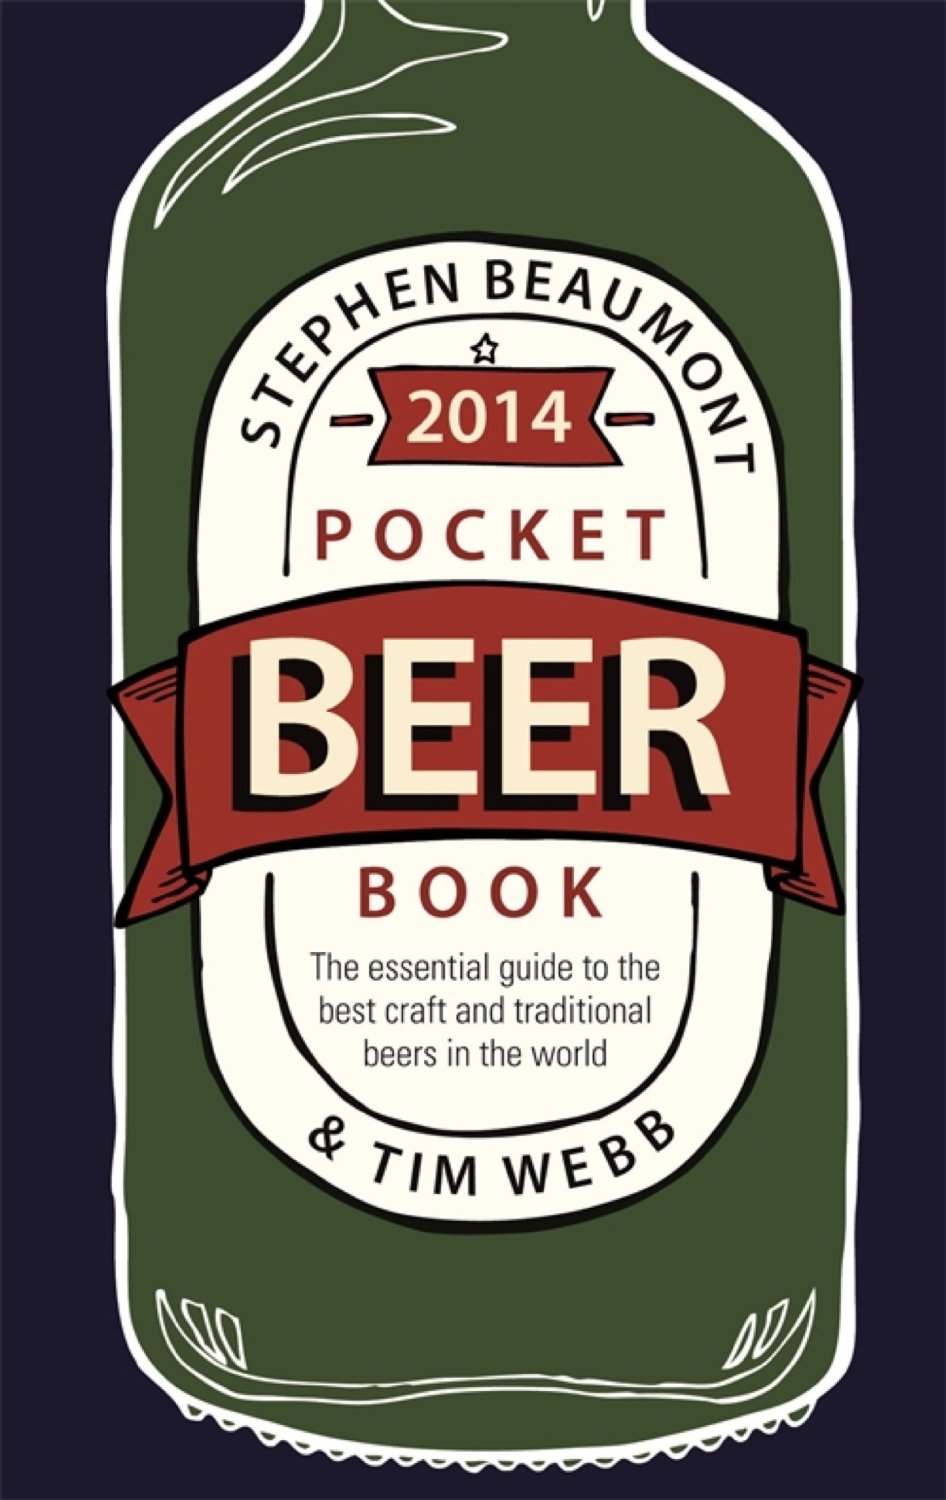 STEPHEN BEAUMONT
2014
POCKET
BEER
BOOK
The essential guide to the
best craft and traditional
beers in the world
& TIM WEBB